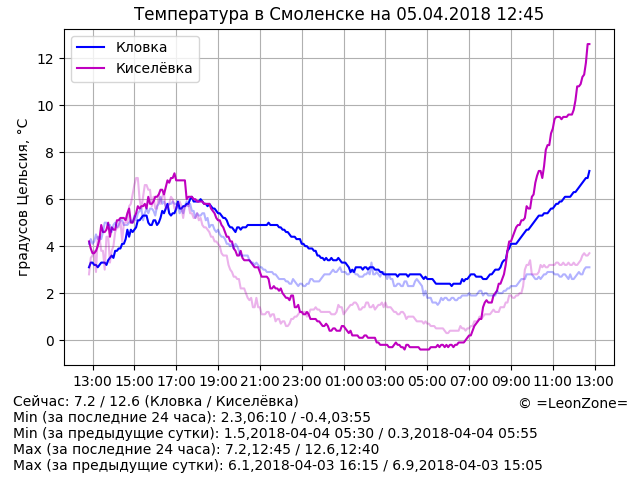 Температура в Смоленске на 05.04.2018 12:45
Кловка
Киселёвка
градусов Цельсия, °C
12
10
8
6
4
2
0
13:00 15:00 17:00 19:00 21:00 23:00 01:00 03:00 05:00 07:00 09:00 11:00 13:00
Сейчас: 7.2 / 12.6 (Кловка / Киселёвка)
© =LeonZone=
Min (за последние 24 часа): 2.3,06:10 / -0.4,03:55
Min (за предыдущие сутки): 1.5,2018-04-04 05:30 / 0.3,2018-04-04 05:55
Max (за последние 24 часа): 7.2,12:45 / 12.6,12:40
Max (за предыдущие сутки): 6.1,2018-04-03 16:15 / 6.9,2018-04-03 15:05